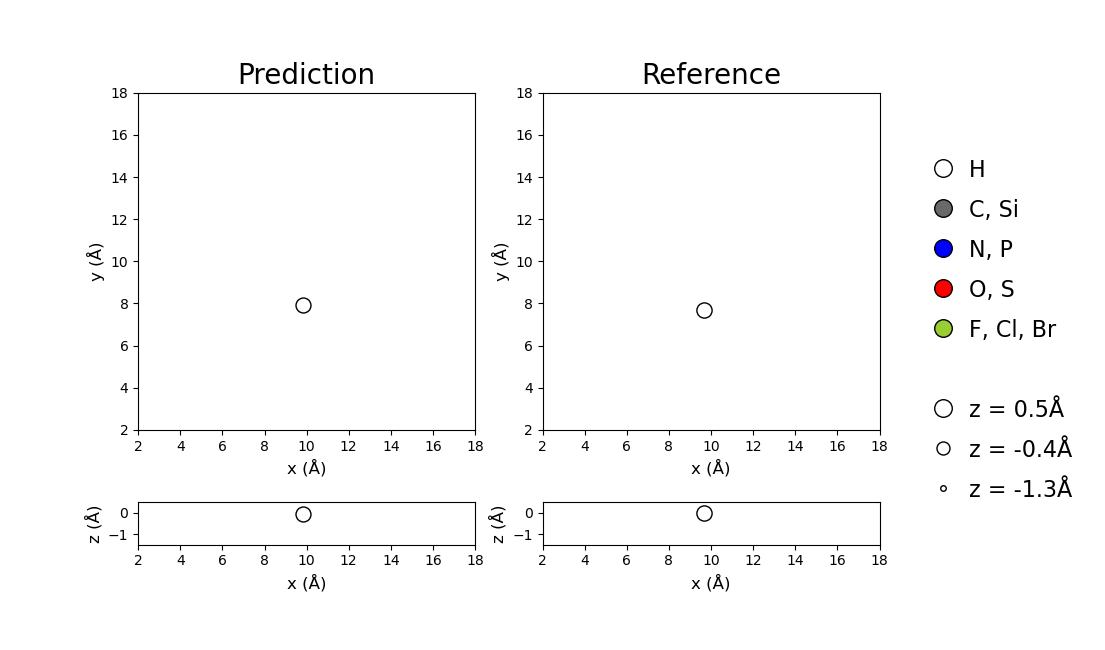 Prediction
Reference
18
16
14
12
10
8
6
4
2
y (Å)
2 4 6 8 10 12 14 16 18
x (Å)
18
16
14
12
10
8
6
4
2
y (Å)
2 4 6 8 10 12 14 16 18
x (Å)
H
C, Si
N, P
O, S
F, Cl, Br
z = 0.5Å
z = -0.4Å
z = -1.3Å
0
−1
z (Å)
2 4 6 8 10 12 14 16 18
x (Å)
0
−1
z (Å)
2 4 6 8 10 12 14 16 18
x (Å)